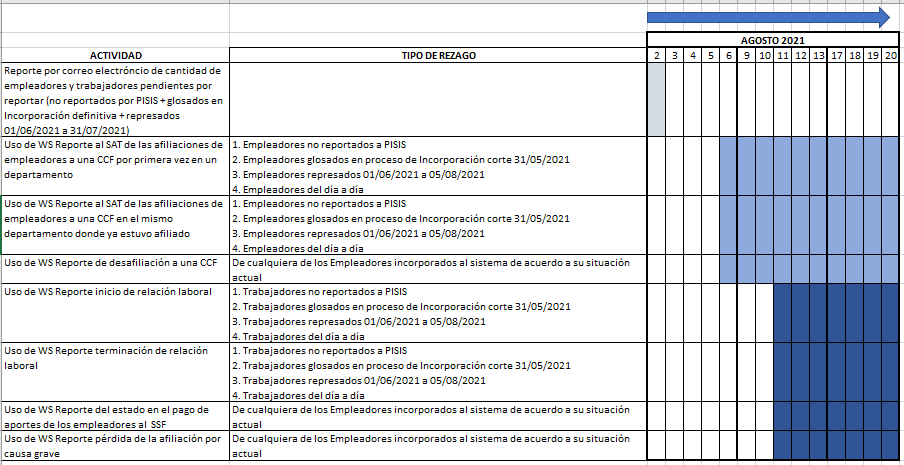 AGOSTO 2021
ACTIVIDAD TIPO DE REZAGO 2 3 4 5 6 9 10 11 12 13 17 18 19 20
Reporte por correo electróncio de cantidad de
empleadores y trabajadores pendientes por
reportar (no reportados por PISIS + glosados en
Incorporación definitiva + represados
01/06/2021 a 31/07/2021)
Uso de WS Reporte al SAT de las afiliaciones de
empleadores a una CCF por primera vez en un
departamento
1. Empleadores no reportados a PISIS
2. Empleadores glosados en proceso de Incorporación corte 31/05/2021
3. Empleadores represados 01/06/2021 a 05/08/2021
4. Empleadores del día a día
Uso de WS Reporte al SAT de las afiliaciones de
empleadores a una CCF en el mismo
departamento donde ya estuvo afiliado
1. Empleadores no reportados a PISIS
2. Empleadores glosados en proceso de Incorporación corte 31/05/2021
3. Empleadores represados 01/06/2021 a 05/08/2021
4. Empleadores del día a día
Uso de WS Reporte de desafiliación a una CCF
De cualquiera de los Empleadores incorporados al sistema de acuerdo a su situación
actual
Uso de WS Reporte inicio de relación laboral
1. Trabajadores no reportados a PISIS
2. Trabajadores glosados en proceso de Incorporación corte 31/05/2021
3. Trabajadores represados 01/06/2021 a 05/08/2021
4. Trabajadores del día a día
Uso de WS Reporte terminación de relación
laboral
1. Trabajadores no reportados a PISIS
2. Trabajadores glosados en proceso de Incorporación corte 31/05/2021
3. Trabajadores represados 01/06/2021 a 05/08/2021
4. Trabajadores del día a día
Uso de WS Reporte del estado en el pago de
aportes de los empleadores al SSF
De cualquiera de los Empleadores incorporados al sistema de acuerdo a su situación
actual
Uso de WS Reporte pérdida de la afiliación por
causa grave
De cualquiera de los Empleadores incorporados al sistema de acuerdo a su situación
actual